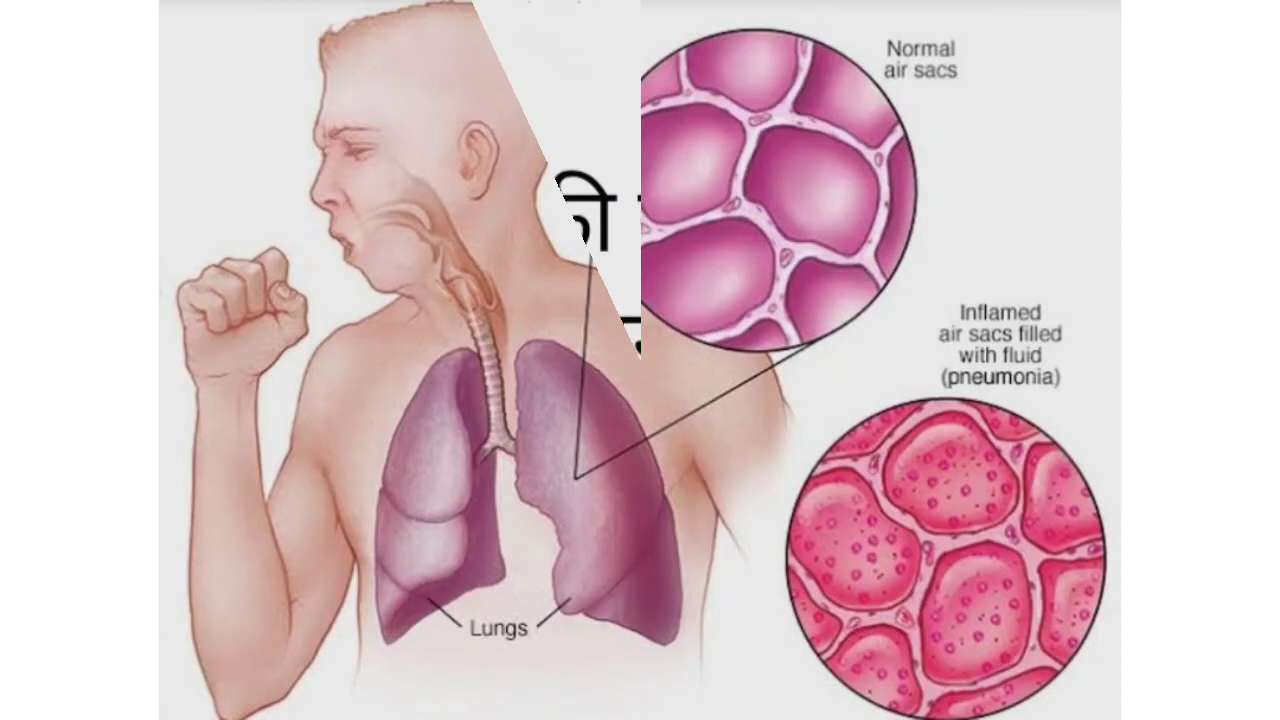 Normal
air sacs
की
Inflamed
air sacs filled
with fluid
(pneumonia)
Lungs